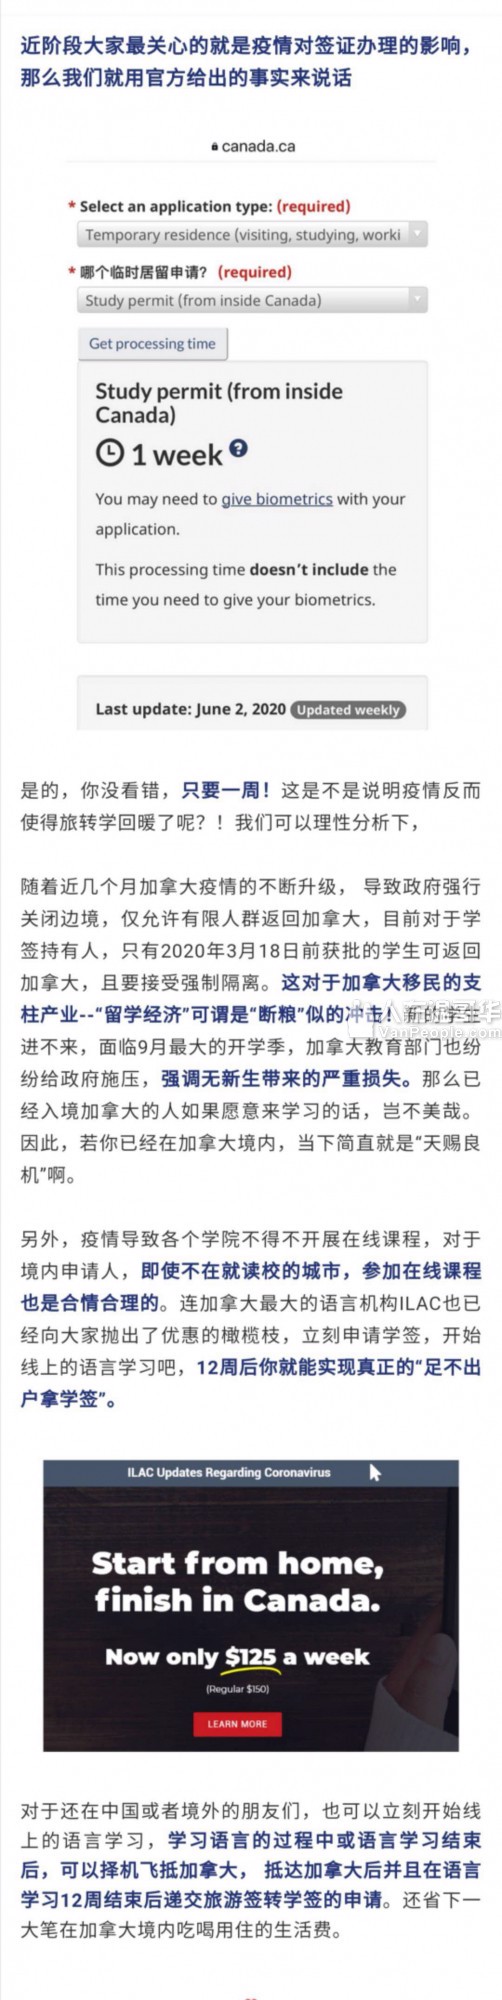 近阶段大家最关心的就是疫情对签证办理的影响，
那么我们就用官方给出的事实来说话
canada.ca
* Select an application type: (required)
Temporary residence (visiting, studying, worki
* 哪个临时居留申请？ (required)
Study permit (from inside Canada)
Get processing time
Study permit (from inside
Canada)
1 week ?
You may need to give biometrics with your
application.
This processing time doesn't include the
time you need to give your biometrics.
Last update: June 2, 2020 Updated weekly
是的，你没看错，只要一周！这是不是说明疫情反而
使得旅转学回暖了呢？！我们可以理性分析下，
随着近几个月加拿大疫情的不断升级， 导致政府强行
关闭边境，仅允许有限人群返回加拿大，目前对于学
签持有人，只有2020年3月18日前获批的学生可返回
加拿大，且要接受强制隔离。这对于加拿大移民的支
柱产业--“留学经济”可谓是“断粮”似的冲击！新的学生
人在温哥华
VanPeople.com
进不来，面临9月最大的开学季，加拿大教育部门也纷
纷给政府施压，强调无新生带来的严重损失。那么已
经入境加拿大的人如果愿意来学习的话，岂不美哉。
因此，若你已经在加拿大境内，当下简直就是“天赐良
机”啊。
另外，疫情导致各个学院不得不开展在线课程，对于
境内申请人，即使不在就读校的城市，参加在线课程
也是合情合理的。连加拿大最大的语言机构ILAC也已
经向大家抛出了优惠的橄榄枝，立刻申请学签，开始
线上的语言学习吧，12周后你就能实现真正的“足不出
户拿学签”。
ILAC Updates Regarding Coronavirus
Start from home,
finish in Canada.
Now only $125 a week
(Regular $150)
LEARN MORE
对于还在中国或者境外的朋友们，也可以立刻开始线
上的语言学习，学习语言的过程中或语言学习结束
后，可以择机飞抵加拿大， 抵达加拿大后并且在语言
学习12周结束后递交旅游签转学签的申请。还省下一
大笔在加拿大境内吃喝用住的生活费。